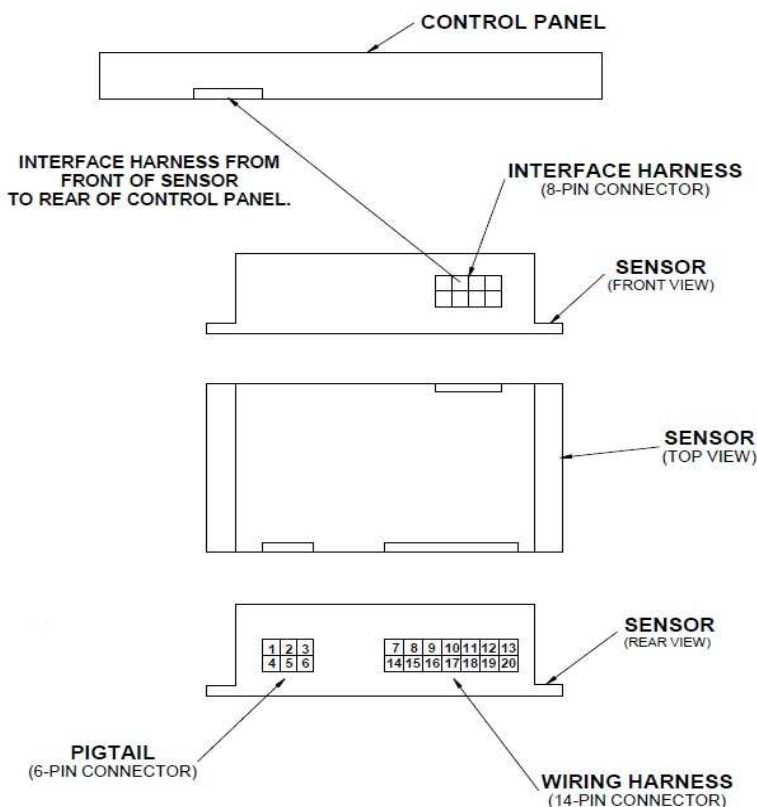 CONTROL PANEL
INTERFACE HARNESS FROM
FRONT OF SENSOR
TO REAR OF CONTROL PANEL.
INTERFACE HARNESS
(8-PIN CONNECTOR)
SENSOR
(FRONT VIEW)
SENSOR
(TOP VIEW)
SENSOR
(REAR VIEW)
1 2 3
4 5 6
7 8 9 10 11 12 13
14 15 16 17 18 19 20
PIGTAIL
(6-PIN CONNECTOR)
WIRING HARNESS
(14-PIN CONNECTOR)